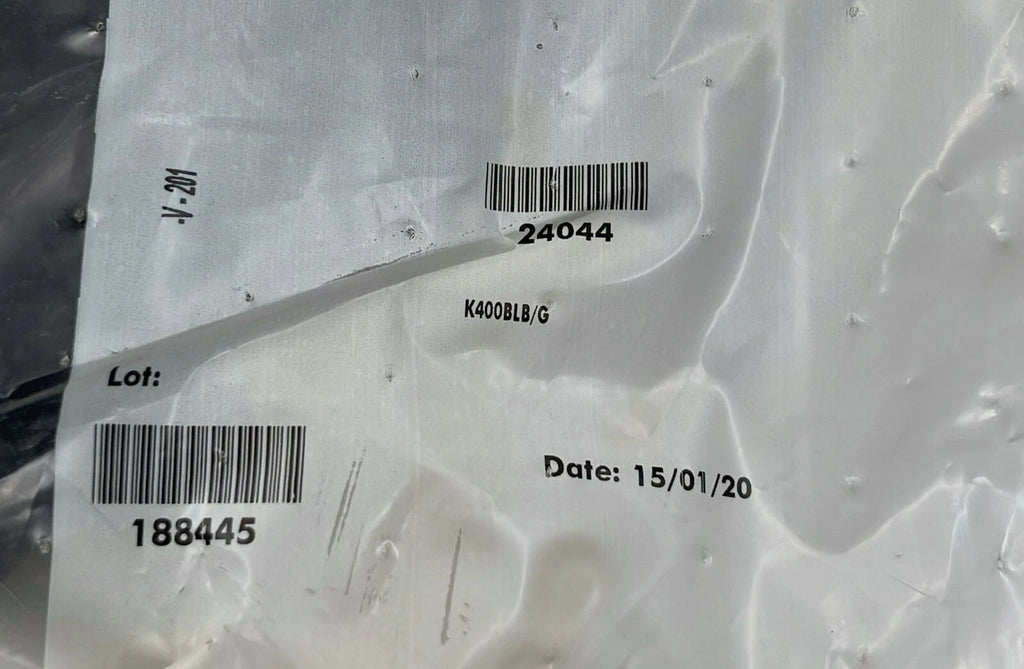 -V-201
24044
K400BLB/G
Lot:
188445
Date: 15/01/20